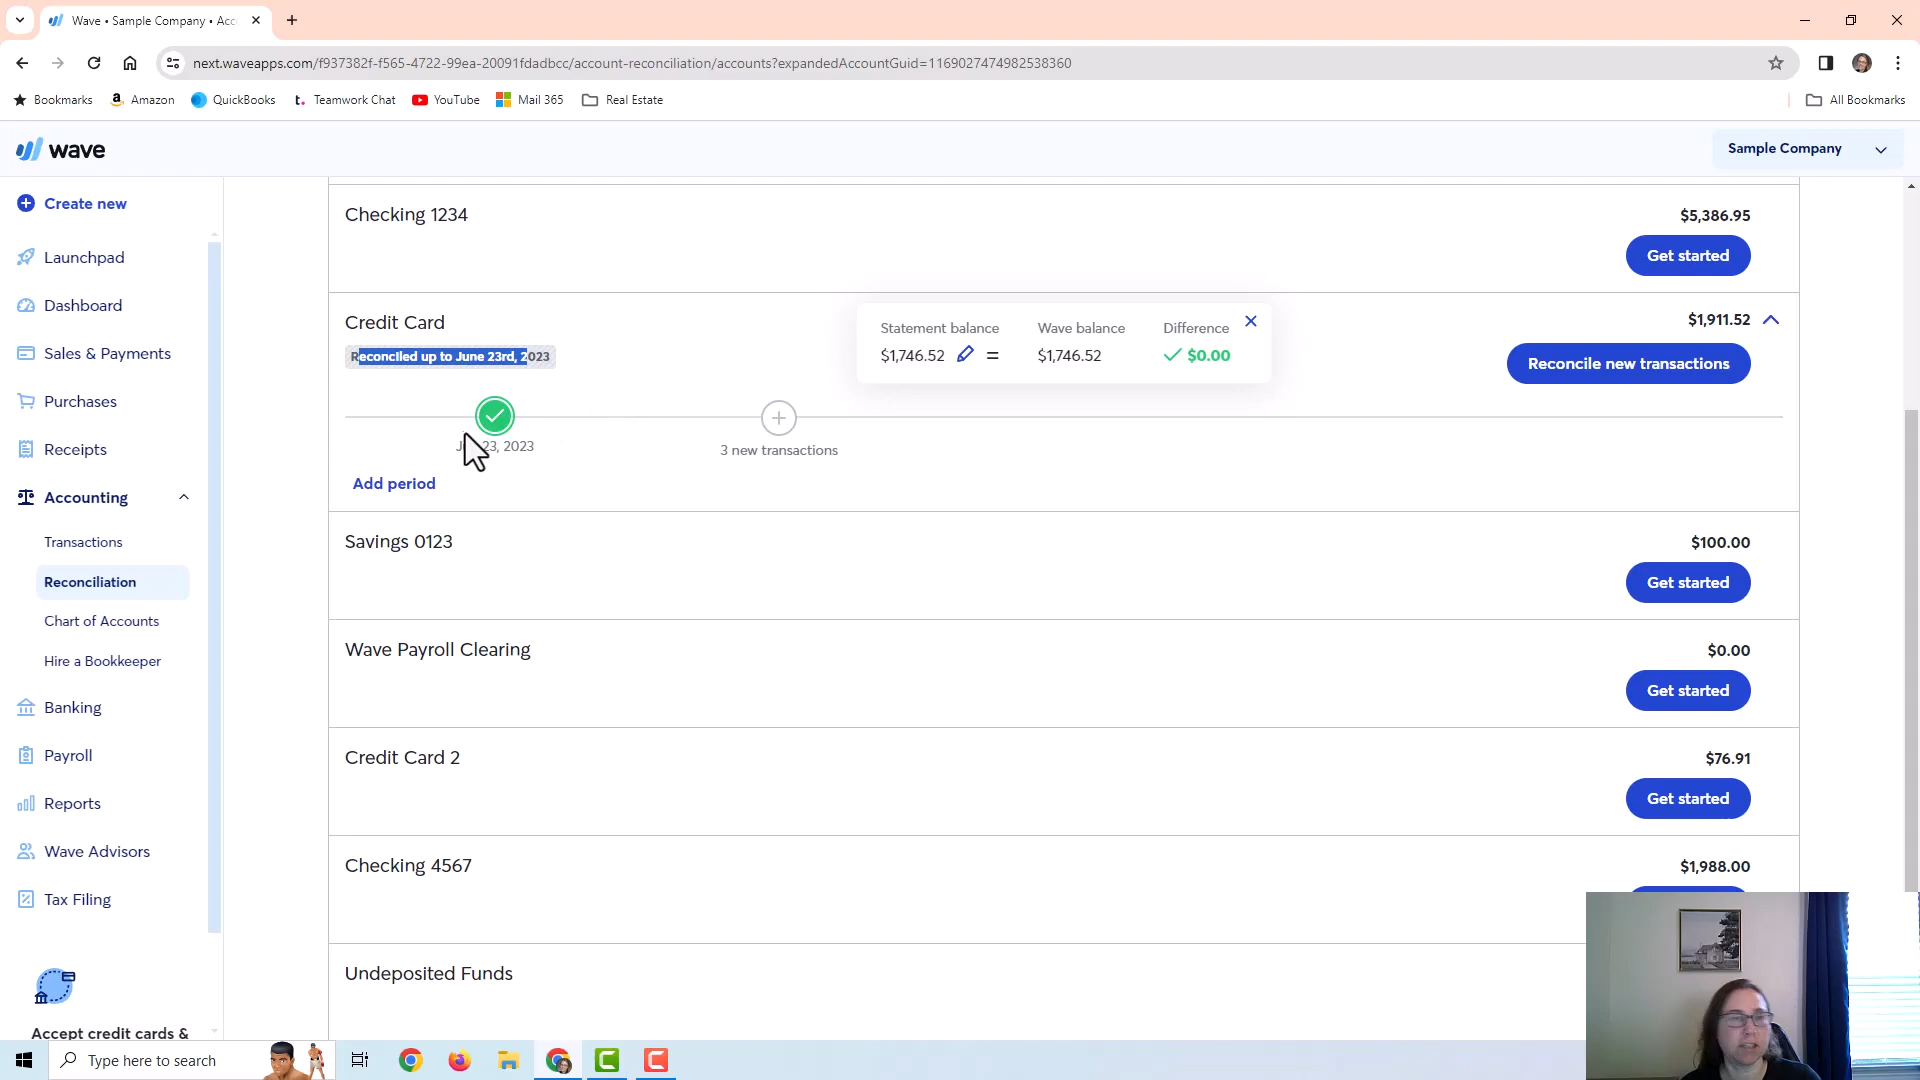 Wave • Sample Company • Acc
next.waveapps.com/f937382f-f565-4722-99ea-20091fdadbcc/account-reconciliation/accounts?expandedAccountGuid=1169027474982538360
Bookmarks Amazon QuickBooks Teamwork Chat YouTube Mail 365 Real Estate All Bookmarks
wave Sample Company
Create new
Launchpad
Dashboard
Sales & Payments
Purchases
Receipts
Accounting
Transactions
Reconciliation
Chart of Accounts
Hire a Bookkeeper
Banking
Payroll
Reports
Wave Advisors
Tax Filing
Accept credit cards &
Checking 1234 $5,386.95
Get started
Credit Card $1,911.52
Reconciled up to June 23rd, 2023
Statement balance Wave balance Difference
$1,746.52 = $1,746.52 $0.00
Reconcile new transactions
23, 2023
3 new transactions
Add period
Savings 0123 $100.00
Get started
Wave Payroll Clearing $0.00
Get started
Credit Card 2 $76.91
Get started
Checking 4567 $1,988.00
Undeposited Funds
Type here to search